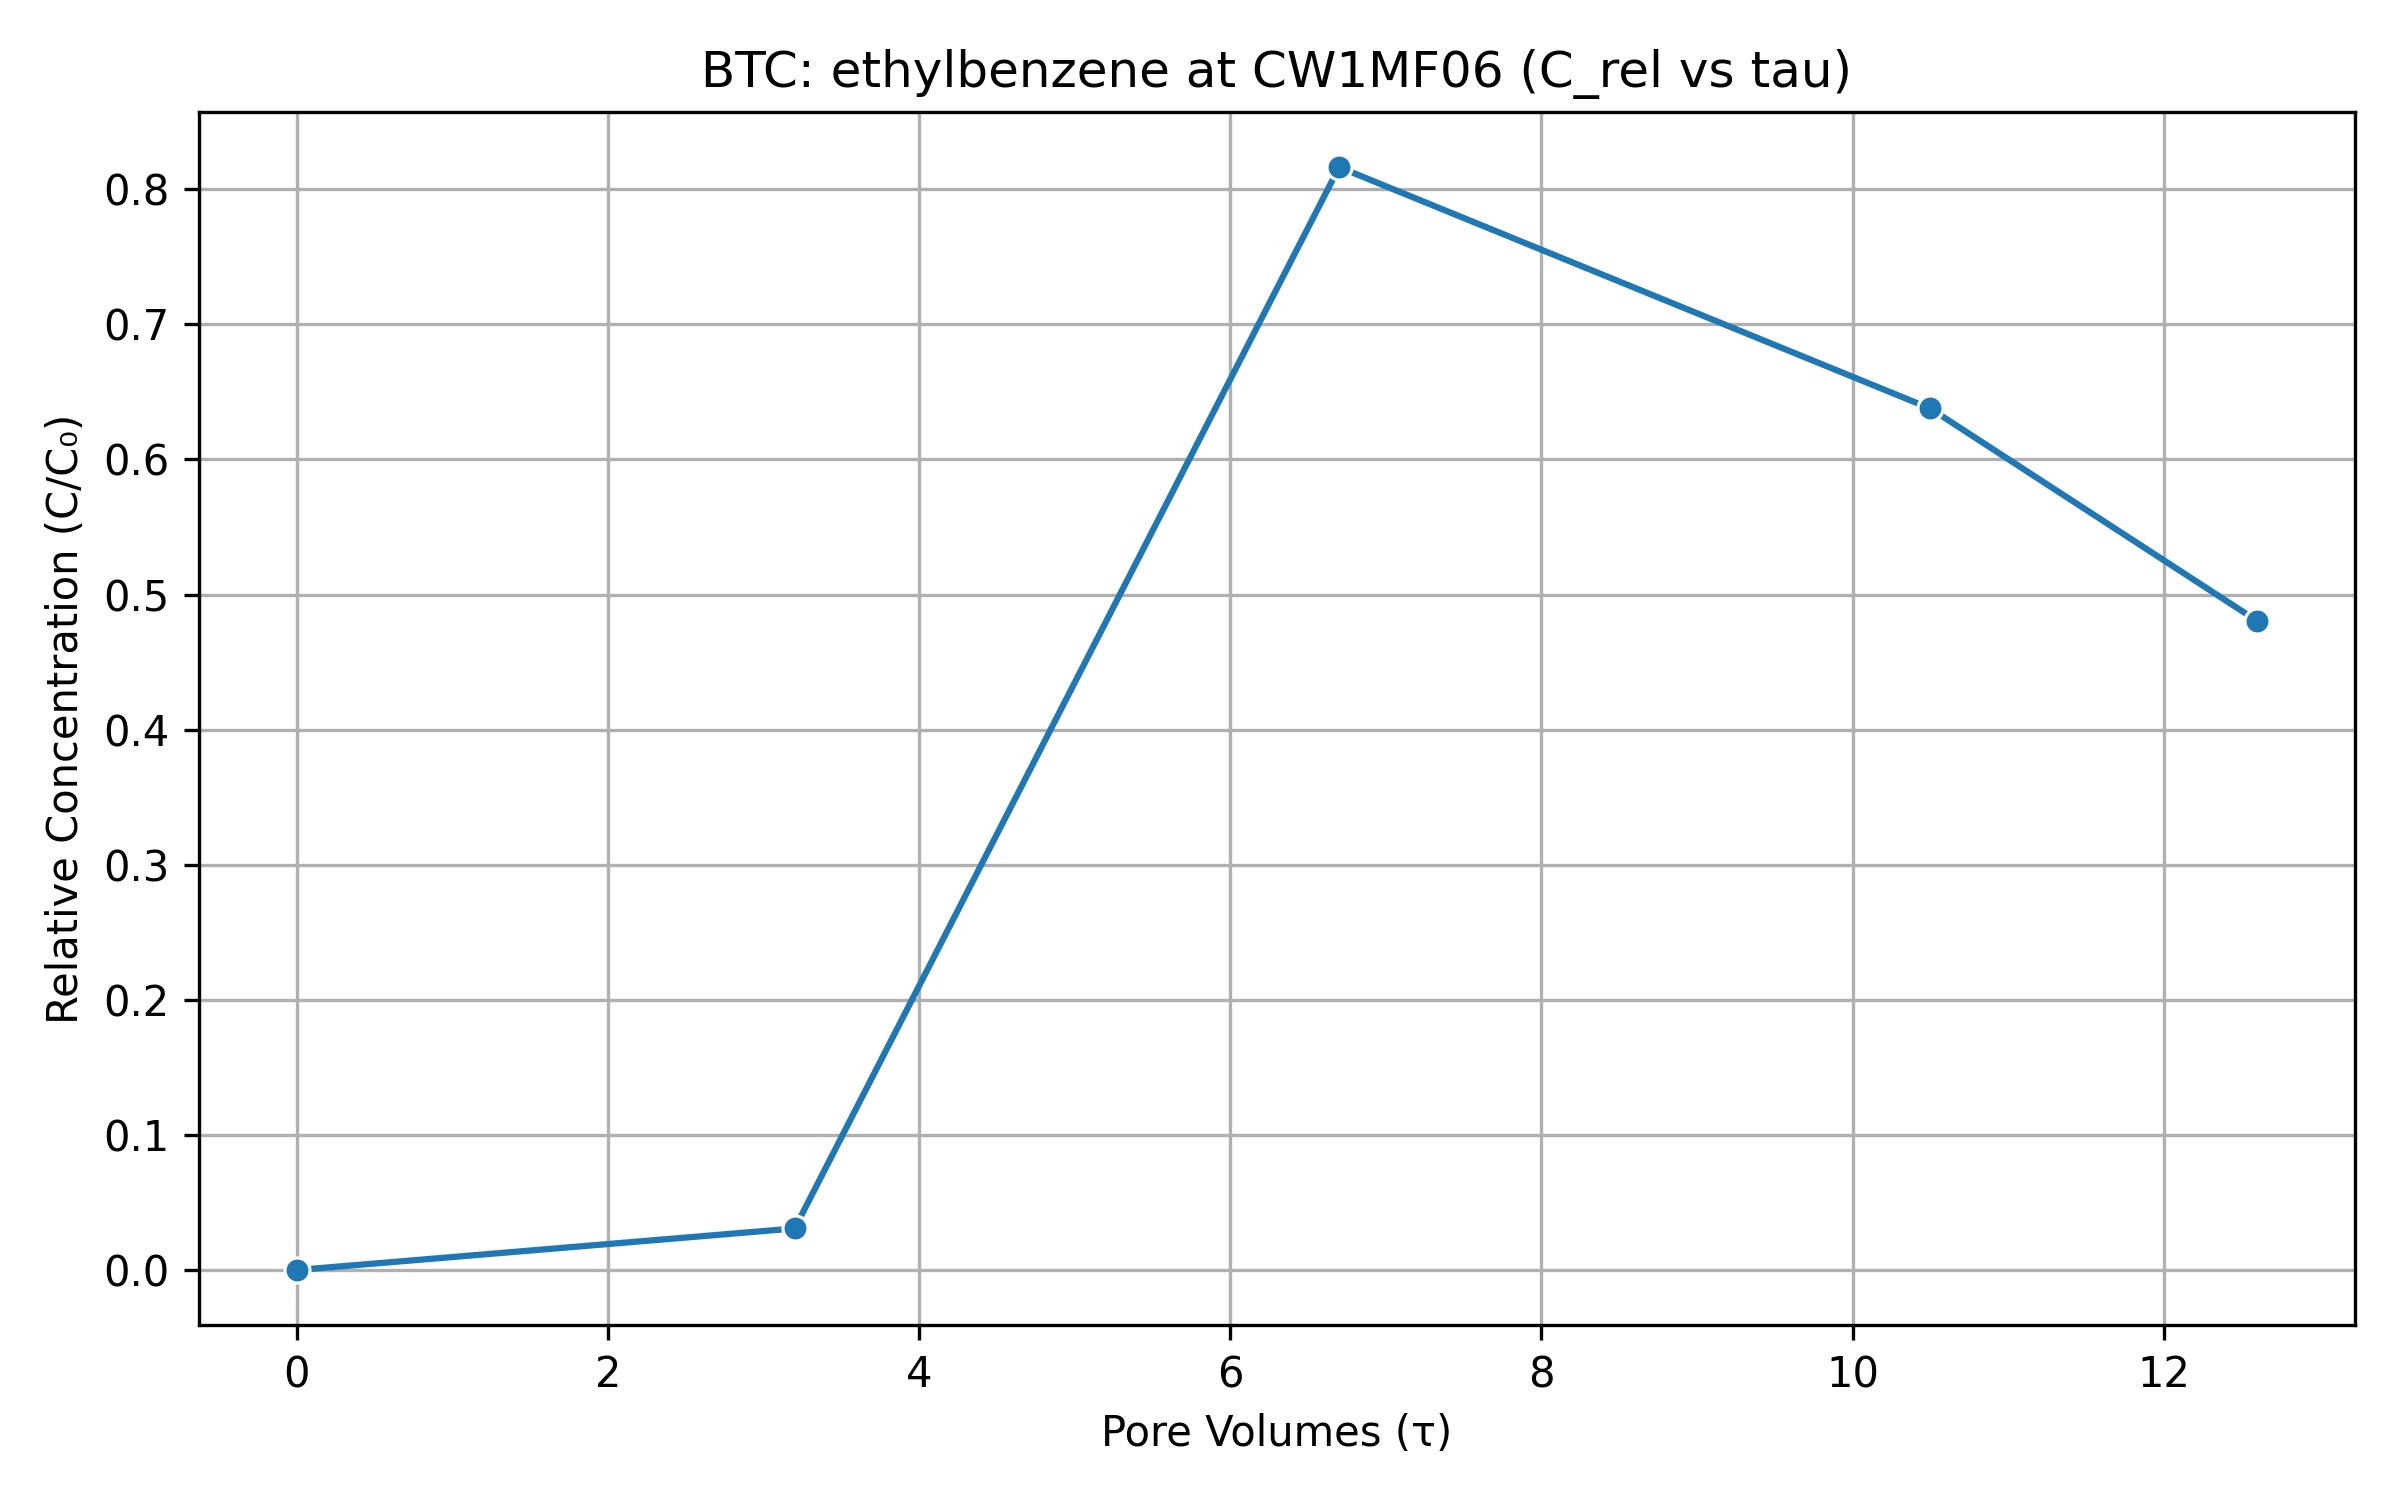 BTC: ethylbenzene at CW1MF06 (C_rel vs tau)
Relative Concentration (C/C₀)
0.8
0.7
0.6
0.5
0.4
0.3
0.2
0.1
0.0
0 2 4 6 8 10 12
Pore Volumes (τ)